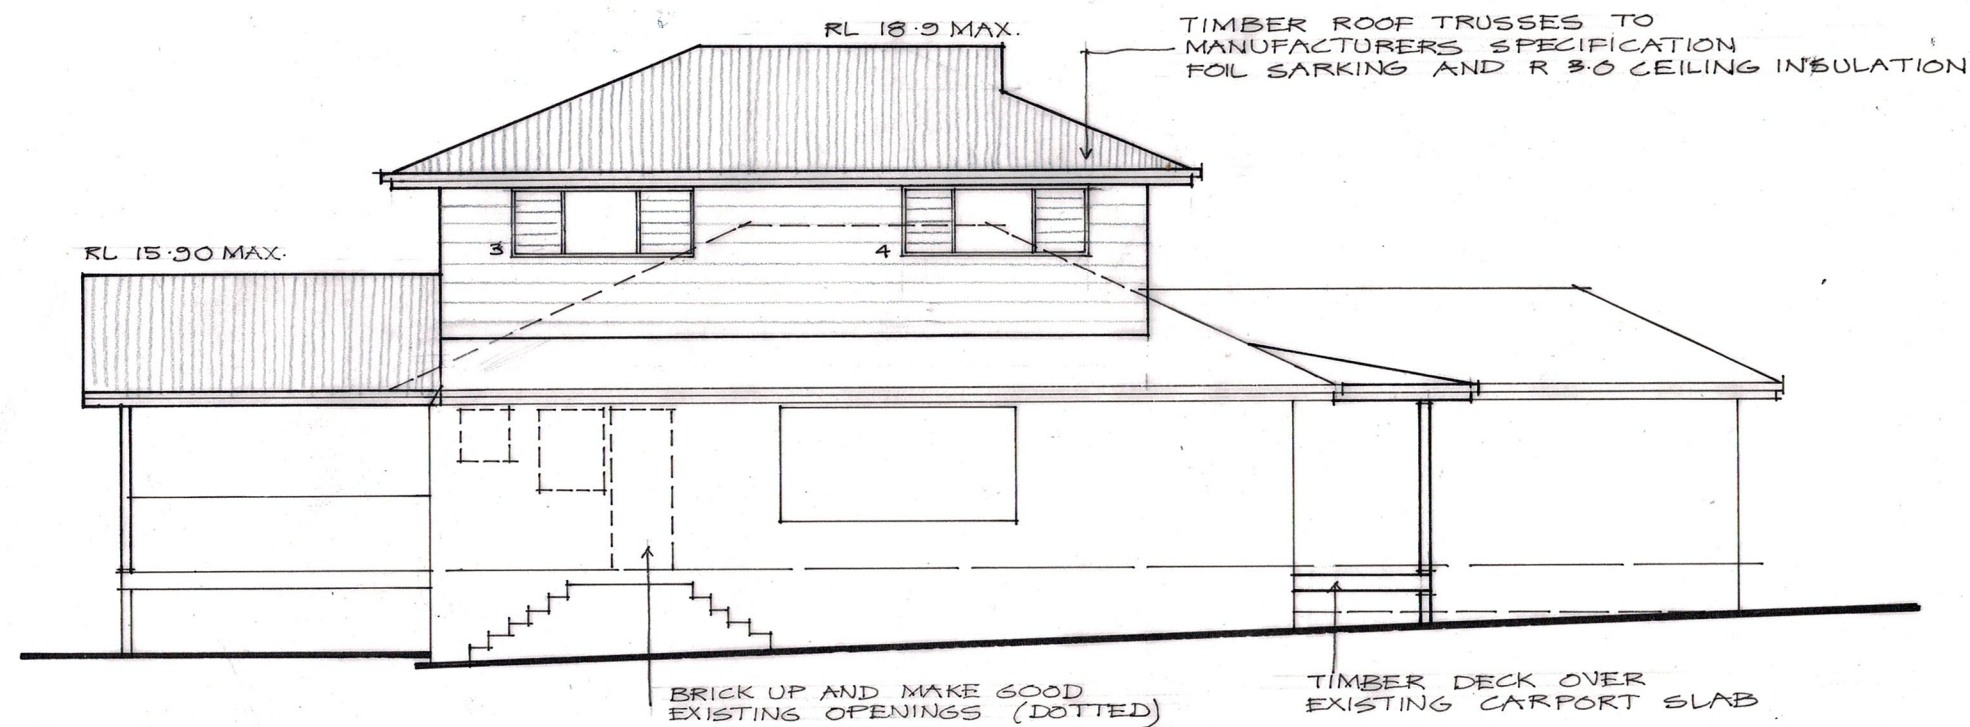 RL 18.9 MAX.
TIMBER ROOF TRUSSES TO
MANUFACTURERS SPECIFICATION
FOIL SARKING AND R 3.0 CEILING INSULATION
RL 15.90 MAX.
3
4
BRICK UP AND MAKE GOOD
EXISTING OPENINGS (DOTTED)
TIMBER DECK OVER
EXISTING CARPORT SLAB